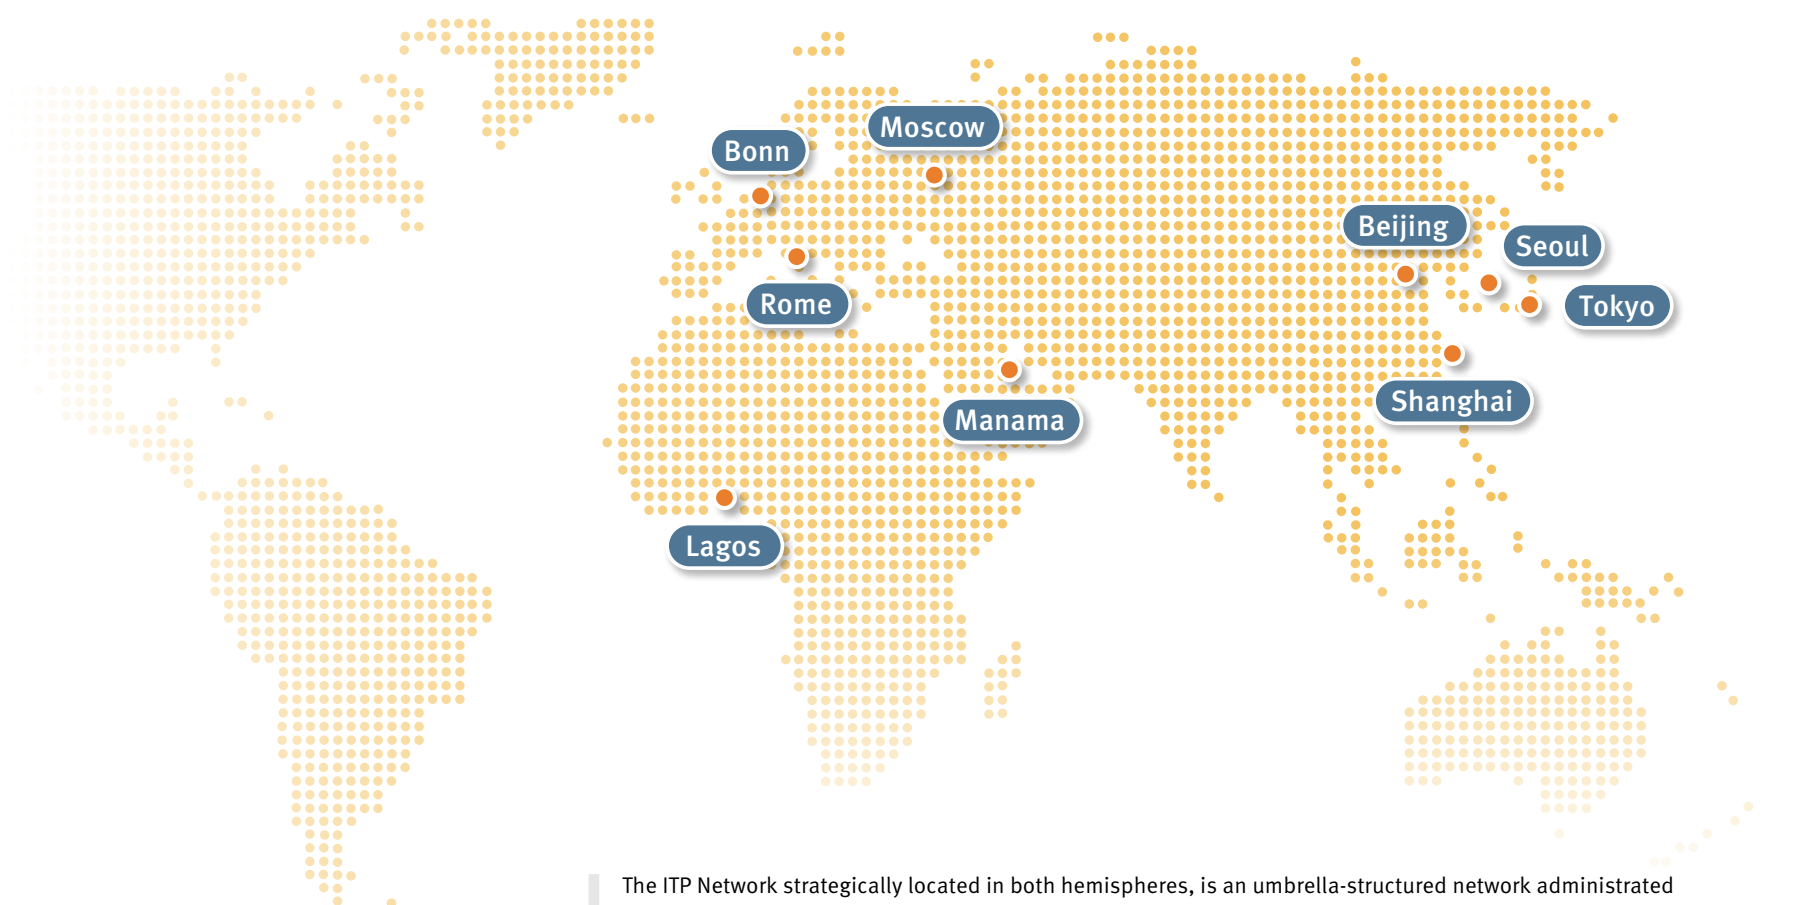 Moscow
Bonn
Beijing
Seoul
Rome
Tokyo
Shanghai
Manama
Lagos
The ITP Network strategically located in both hemispheres, is an umbrella-structured network administrated